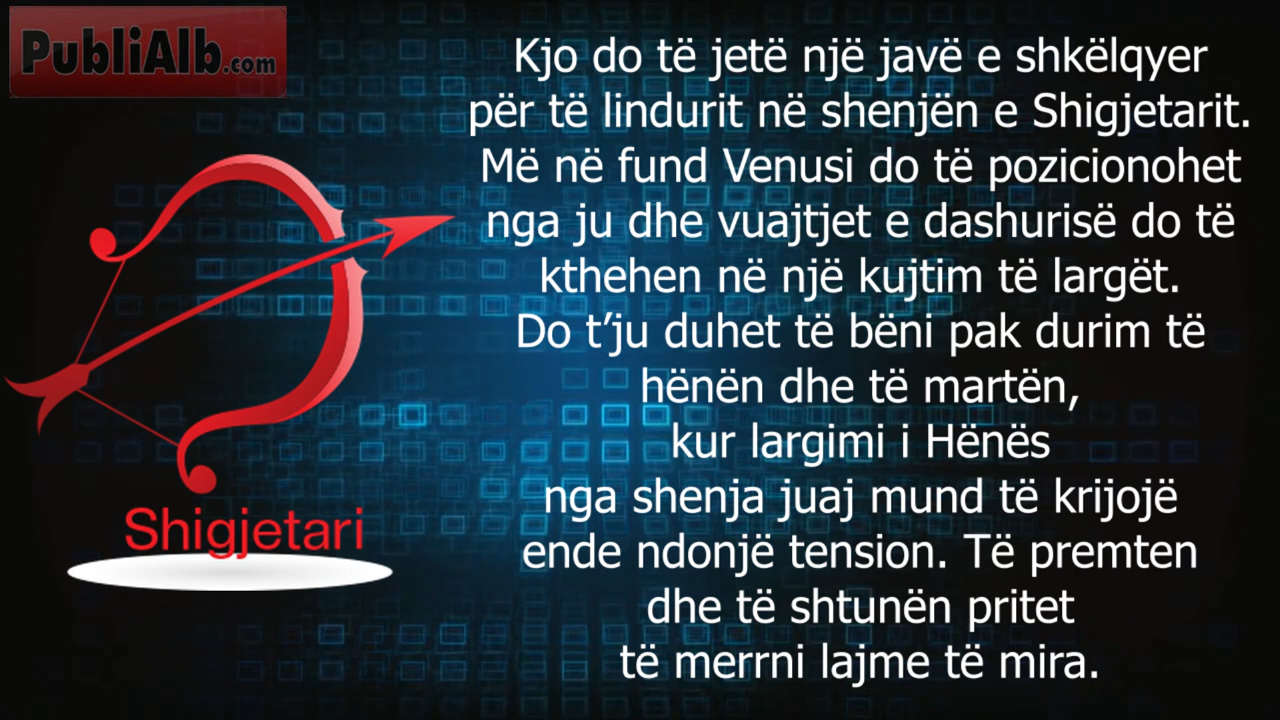 PubliAlb.com
Kjo do të jetë një javë e shkëlqyer
për të lindurit në shenjën e Shigjetarit.
Më në fund Venusi do të pozicionohet
nga ju dhe vuajtjet e dashurisë do të
kthehen në një kujtim të largët.
Do t’ju duhet të bëni pak durim të
hënën dhe të martën,
kur largimi i Hënës
nga shenja juaj mund të krijojë
ende ndonjë tension. Të premten
dhe të shtunën pritet
të merrni lajme të mira.
Shigjetari